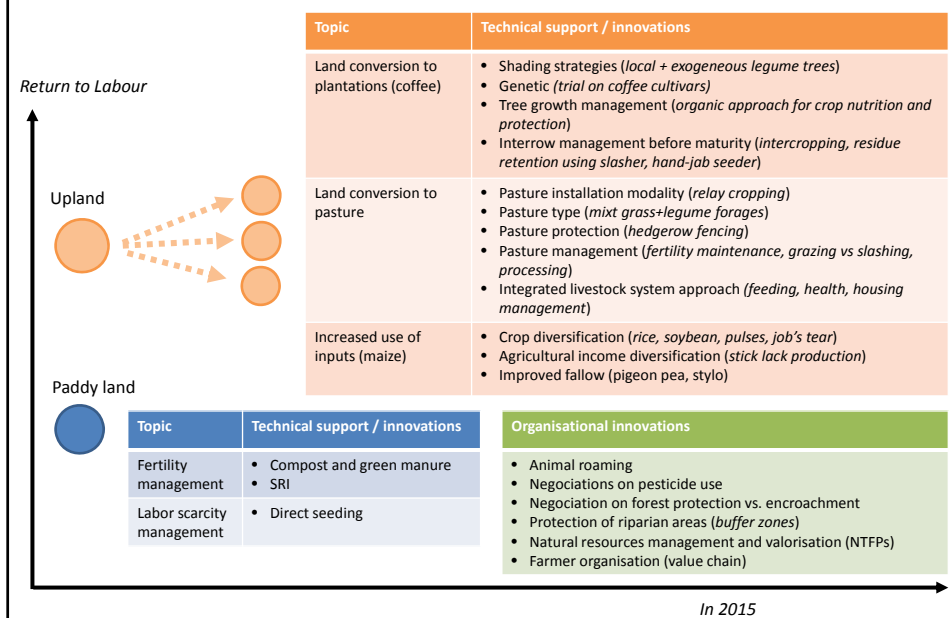 Topic
Technical support / innovations
Land conversion to
plantations (coffee)
• Shading strategies (local + exogeneous legume trees)
• Genetic (trial on coffee cultivars)
• Tree growth management (organic approach for crop nutrition and
protection)
• Interrow management before maturity (intercropping, residue
retention using slasher, hand-jab seeder)
Return to Labour
Upland
Land conversion to
pasture
• Pasture installation modality (relay cropping)
• Pasture type (mixt grass+legume forages)
• Pasture protection (hedgerow fencing)
• Pasture management (fertility maintenance, grazing vs slashing,
processing)
• Integrated livestock system approach (feeding, health, housing
management)
Increased use of
inputs (maize)
• Crop diversification (rice, soybean, pulses, job's tear)
• Agricultural income diversification (stick lack production)
• Improved fallow (pigeon pea, stylo)
Paddy land
Topic
Technical support / innovations
Fertility
management
• Compost and green manure
• SRI
Labor scarcity
management
• Direct seeding
Organisational innovations
• Animal roaming
• Negociations on pesticide use
• Negociation on forest protection vs. encroachment
• Protection of riparian areas (buffer zones)
• Natural resources management and valorisation (NTFPs)
• Farmer organisation (value chain)
In 2015